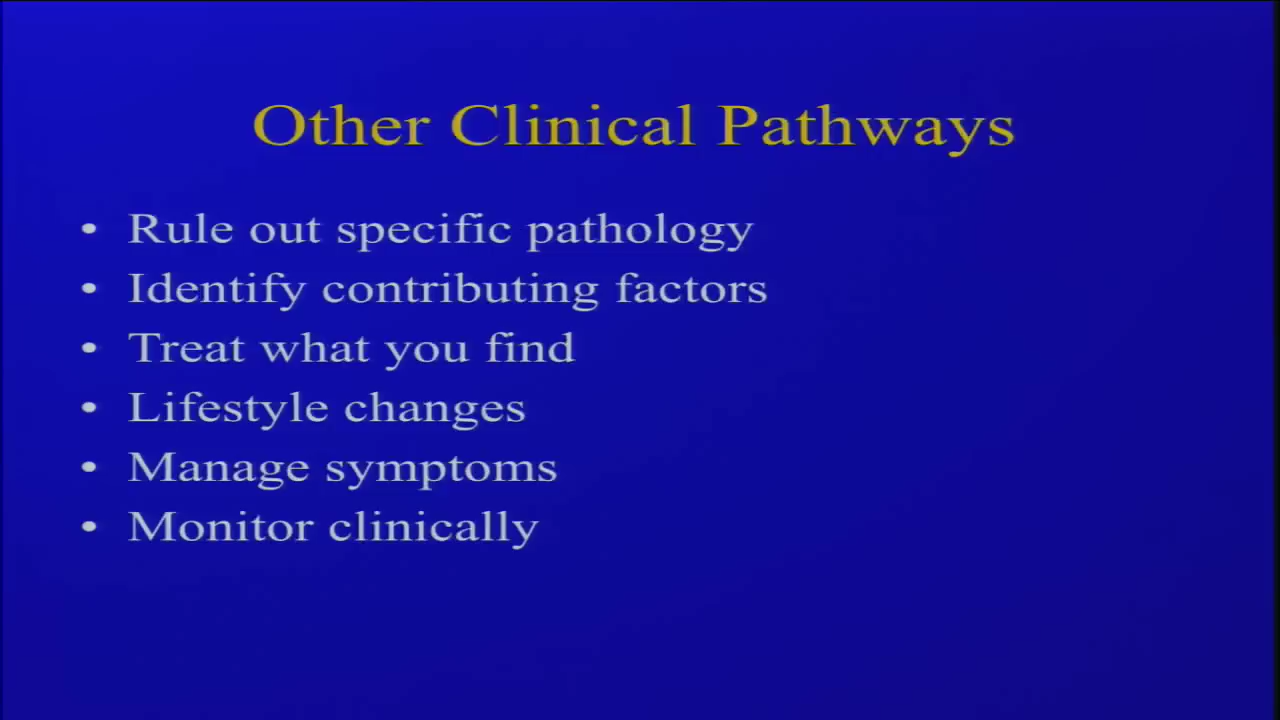 Other Clinical Pathways
• Rule out specific pathology
• Identify contributing factors
• Treat what you find
• Lifestyle changes
• Manage symptoms
• Monitor clinically